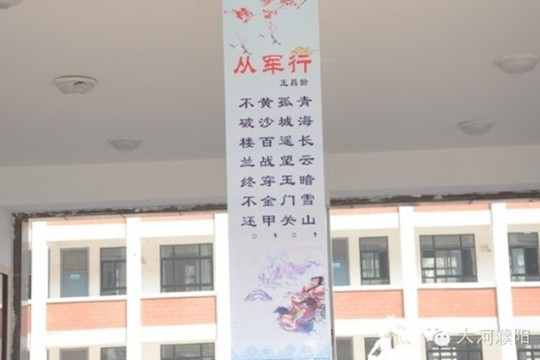 从军行
王昌龄
青海长云暗雪山，
孤城遥望玉门关。
黄沙百战穿金甲，
不破楼兰终不还。
大河濮阳